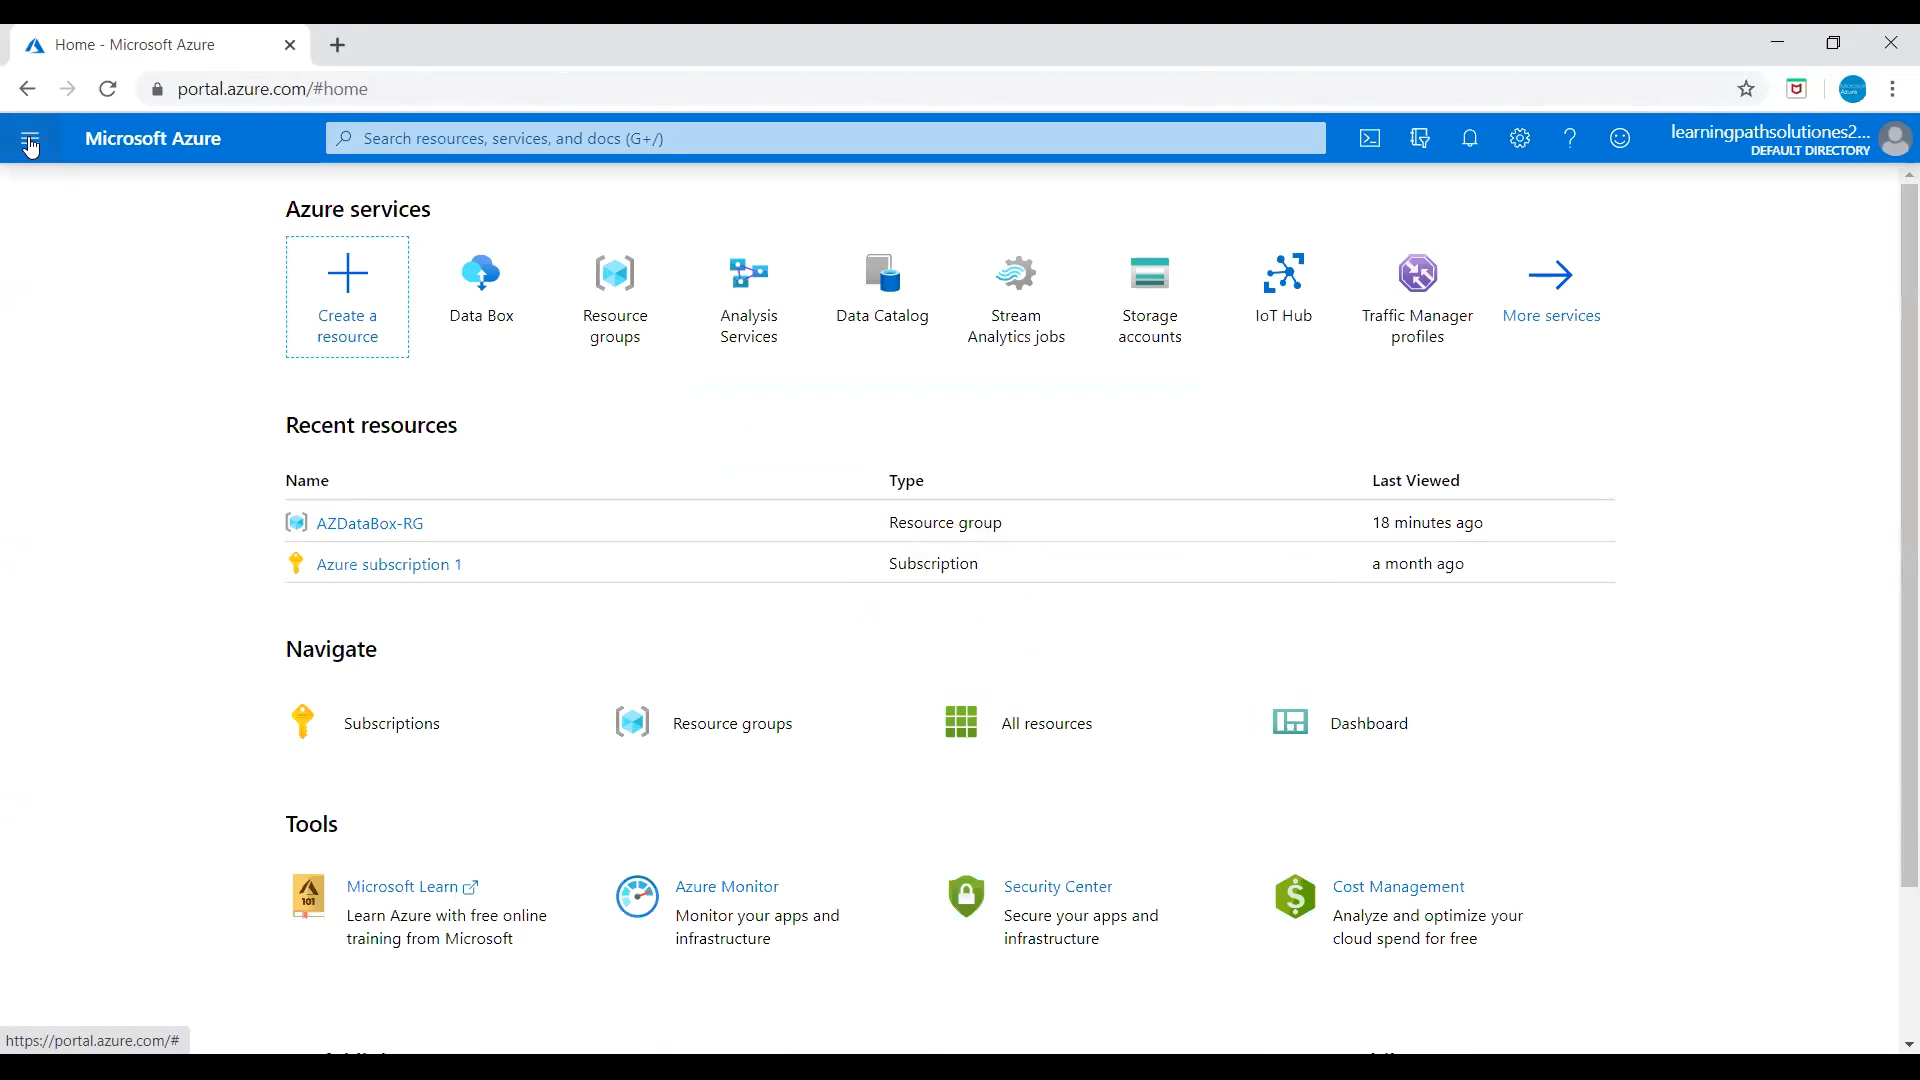 Home - Microsoft Azure
portal.azure.com/#home
Microsoft Azure
Search resources, services, and docs (G+/)
learningpathsolutiones2...
DEFAULT DIRECTORY
Azure services
Create a
resource
Data Box
Resource
groups
Analysis
Services
Data Catalog
Stream
Analytics jobs
Storage
accounts
IoT Hub
Traffic Manager
profiles
More services
Recent resources
Name Type Last Viewed
AZDataBox-RG Resource group 18 minutes ago
Azure subscription 1 Subscription a month ago
Navigate
Subscriptions Resource groups All resources Dashboard
Tools
101
Microsoft Learn
Learn Azure with free online
training from Microsoft
Azure Monitor
Monitor your apps and
infrastructure
Security Center
Secure your apps and
infrastructure
$
Cost Management
Analyze and optimize your
cloud spend for free
https://portal.azure.com/#